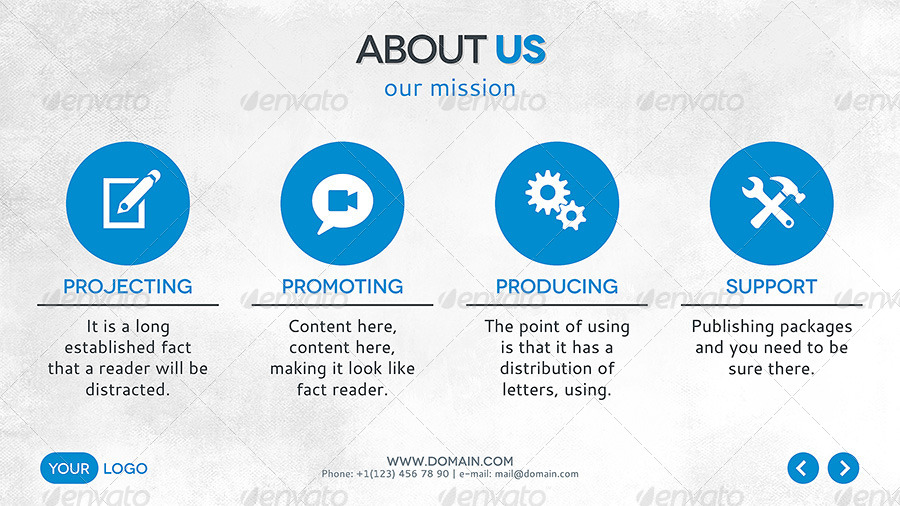 ABOUT US
our mission
PROJECTING
It is a long
established fact
that a reader will be
distracted.
PROMOTING
Content here,
content here,
making it look like
fact reader.
PRODUCING
The point of using
is that it has a
distribution of
letters, using.
SUPPORT
Publishing packages
and you need to be
sure there.
YOUR LOGO
WWW.DOMAIN.COM
Phone: +1(123) 456 78 90 | e-mail: mail@domain.com
envato
envato
envato
envato
envato
envato
envato
envato
envato
envato
envato
envato
envato